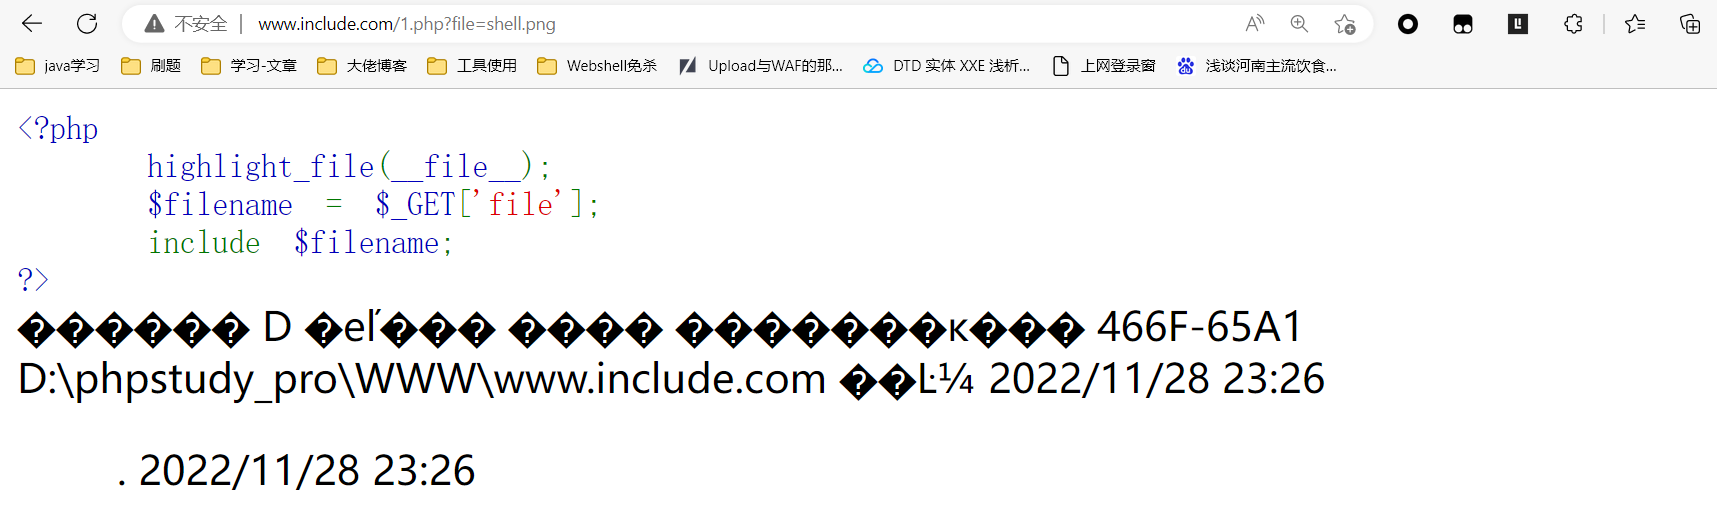 不安全 | www.include.com/1.php?file=shell.png
java学习 刷题 学习-文章 大佬博客 工具使用 Webshell免杀 Upload与WAF的那... DTD 实体 XXE 浅析... 上网登录窗 浅谈河南主流饮食...
<?php
highlight_file(__file__);
$filename = $_GET['file'];
include $filename;
?>
������ D �eľ��� ���� �������к��� 466F-65A1
D:\phpstudy_pro\WWW\www.include.com ��Ŀ¼ 2022/11/28 23:26
. 2022/11/28 23:26